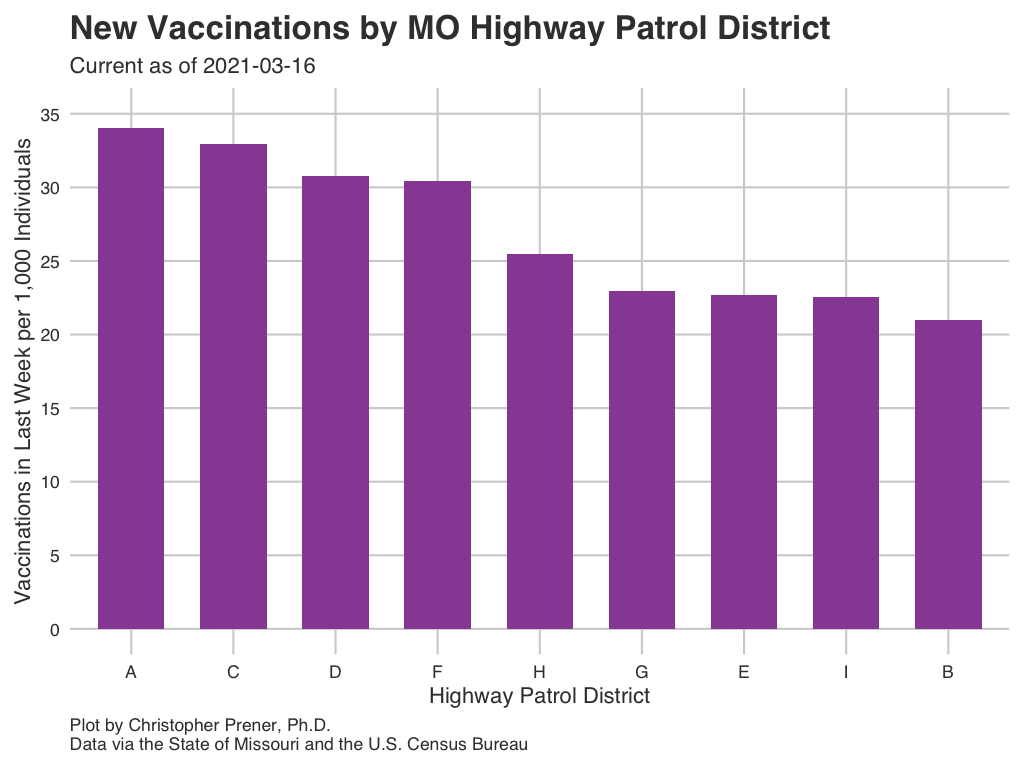 New Vaccinations by MO Highway Patrol District
Current as of 2021-03-16
Vaccinations in Last Week per 1,000 Individuals
35
30
25
20
15
10
5
0
A C D F H G E I B
Highway Patrol District
Plot by Christopher Prener, Ph.D.
Data via the State of Missouri and the U.S. Census Bureau